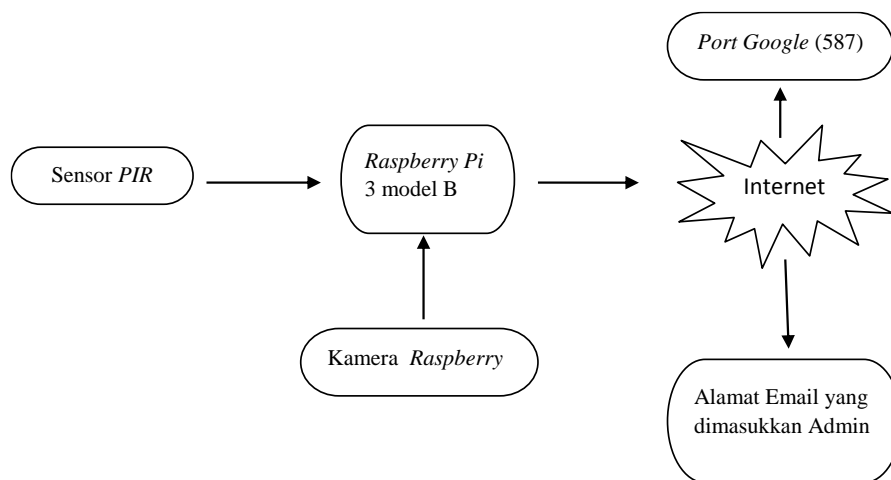 Port Google (587)
Sensor PIR
Raspberry Pi
3 model B
Internet
Kamera Raspberry
Alamat Email yang
dimasukkan Admin